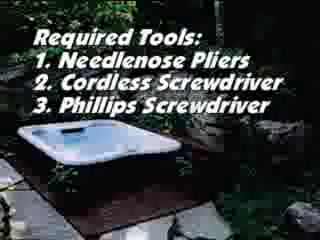 Required Tools:
1. Needlenose Pliers
2. Cordless Screwdriver
3. Phillips Screwdriver